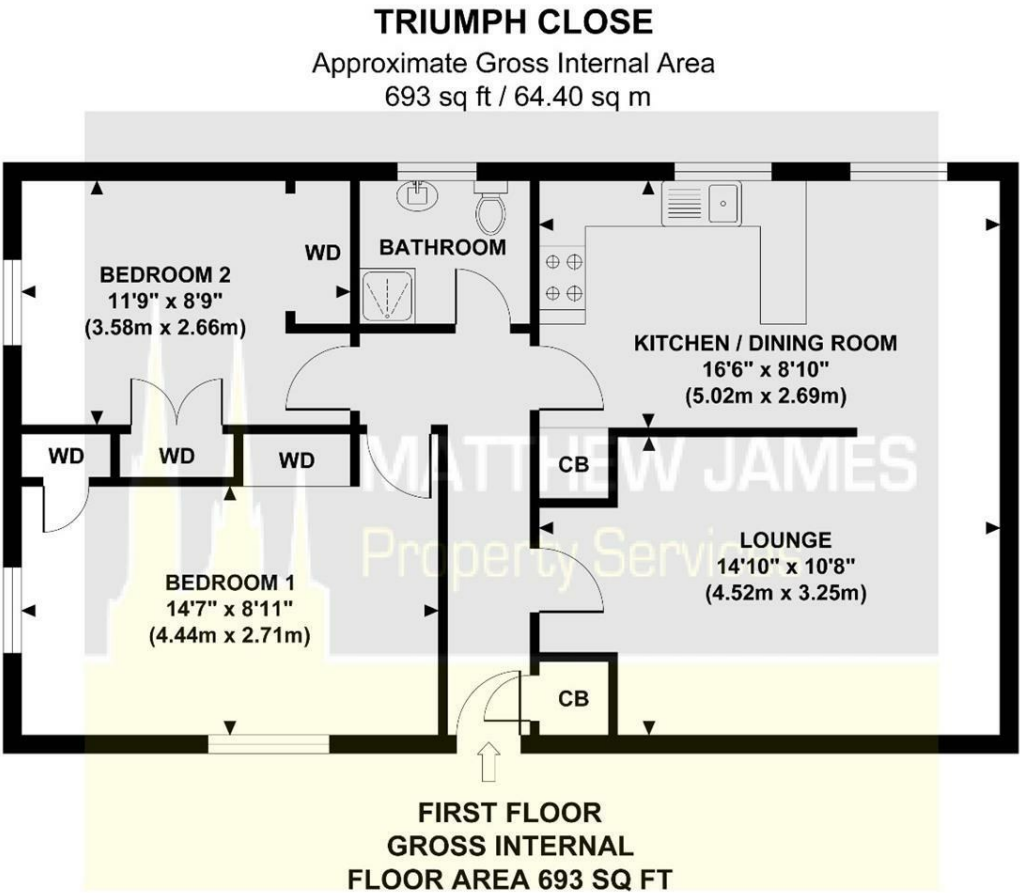 TRIUMPH CLOSE
Approximate Gross Internal Area
693 sq ft / 64.40 sq m
WD
BATHROOM
BEDROOM 2
11'9" x 8'9"
(3.58m x 2.66m)
KITCHEN / DINING ROOM
16'6" x 8'10"
(5.02m x 2.69m)
WD
WD
WD
CB
MATTHEW JAMES
Property Services
LOUNGE
14'10" x 10'8"
(4.52m x 3.25m)
BEDROOM 1
14'7" x 8'11"
(4.44m x 2.71m)
CB
FIRST FLOOR
GROSS INTERNAL
FLOOR AREA 693 SQ FT